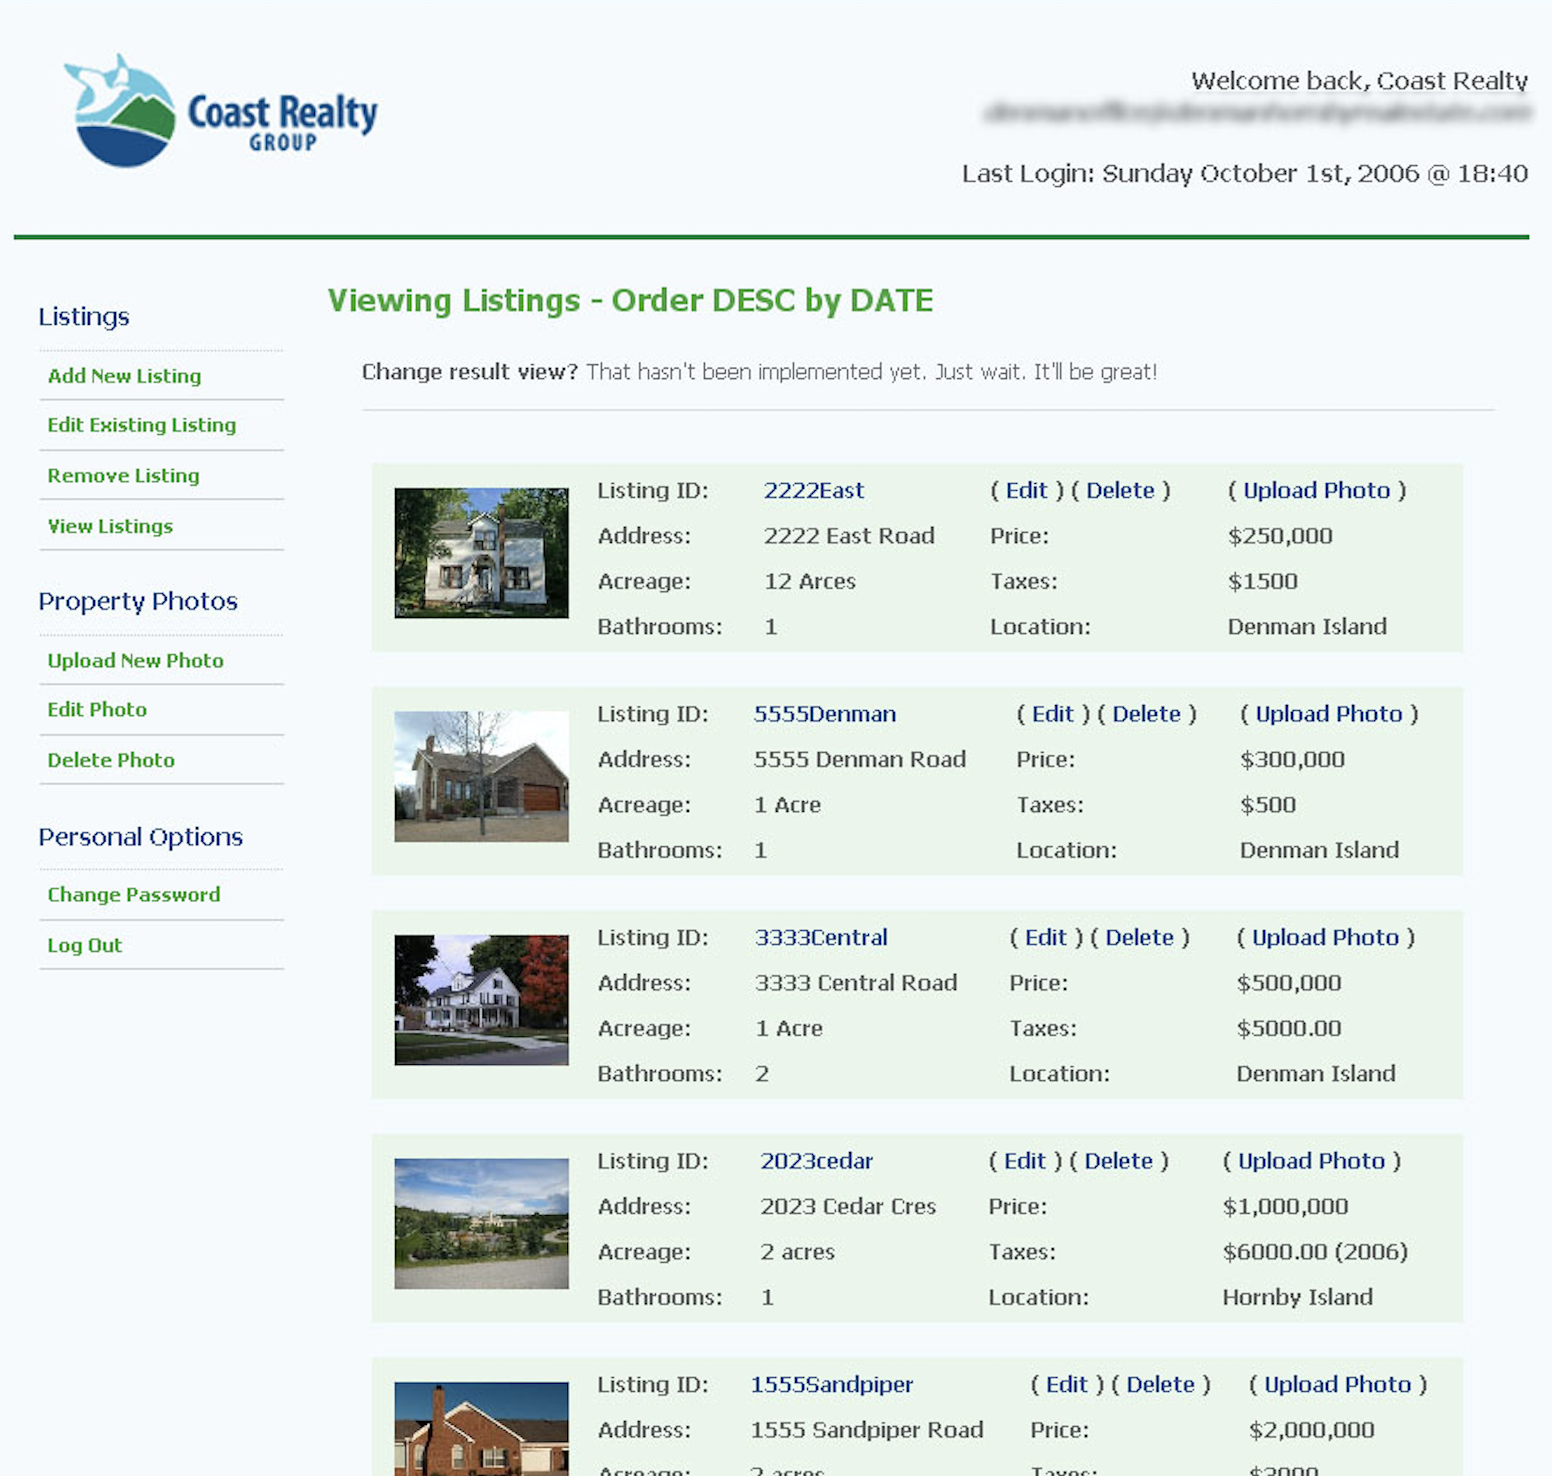 Coast Realty
GROUP
Welcome back, Coast Realty
Last Login: Sunday October 1st, 2006 @ 18:40
Listings
Add New Listing
Edit Existing Listing
Remove Listing
View Listings
Property Photos
Upload New Photo
Edit Photo
Delete Photo
Personal Options
Change Password
Log Out
Viewing Listings - Order DESC by DATE
Change result view? That hasn't been implemented yet. Just wait. It'll be great!
Listing ID: 2222East ( Edit ) ( Delete ) ( Upload Photo )
Address: 2222 East Road Price: $250,000
Acreage: 12 Arces Taxes: $1500
Bathrooms: 1 Location: Denman Island
Listing ID: 5555Denman ( Edit ) ( Delete ) ( Upload Photo )
Address: 5555 Denman Road Price: $300,000
Acreage: 1 Acre Taxes: $500
Bathrooms: 1 Location: Denman Island
Listing ID: 3333Central ( Edit ) ( Delete ) ( Upload Photo )
Address: 3333 Central Road Price: $500,000
Acreage: 1 Acre Taxes: $5000.00
Bathrooms: 2 Location: Denman Island
Listing ID: 2023cedar ( Edit ) ( Delete ) ( Upload Photo )
Address: 2023 Cedar Cres Price: $1,000,000
Acreage: 2 acres Taxes: $6000.00 (2006)
Bathrooms: 1 Location: Hornby Island
Listing ID: 1555Sandpiper ( Edit ) ( Delete ) ( Upload Photo )
Address: 1555 Sandpiper Road Price: $2,000,000
Acreage: 2 acres Taxes: $3000